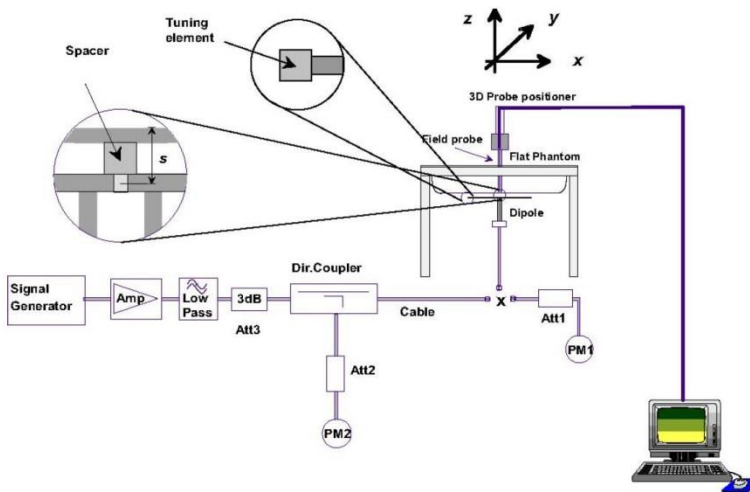 Tuning
element
Spacer
s
z
y
x
3D Probe positioner
Field probe
Flat Phantom
Dipole
Signal
Generator
Amp
Low
Pass
3dB
Att3
Dir.Coupler
Cable
x
Att1
PM1
Att2
PM2